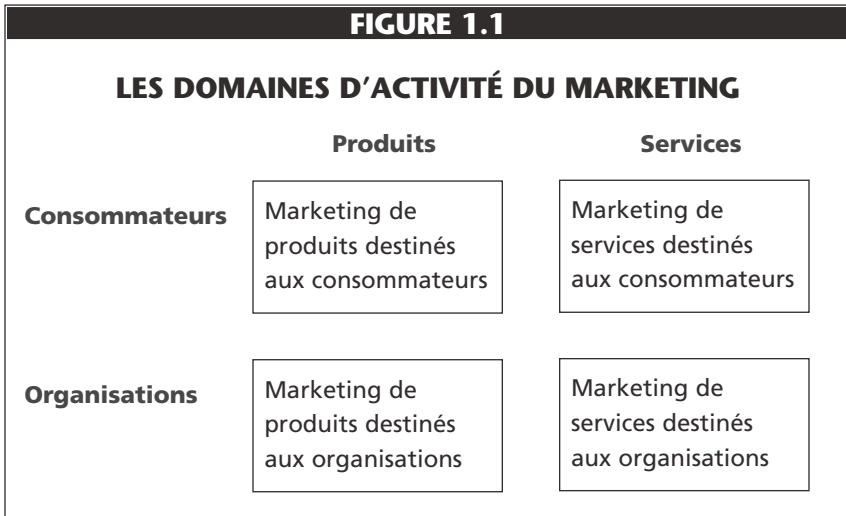 FIGURE 1.1
LES DOMAINES D'ACTIVITÉ DU MARKETING
Produits
Services
Consommateurs
Marketing de
produits destinés
aux consommateurs
Marketing de
services destinés
aux consommateurs
Organisations
Marketing de
produits destinés
aux organisations
Marketing de
services destinés
aux organisations